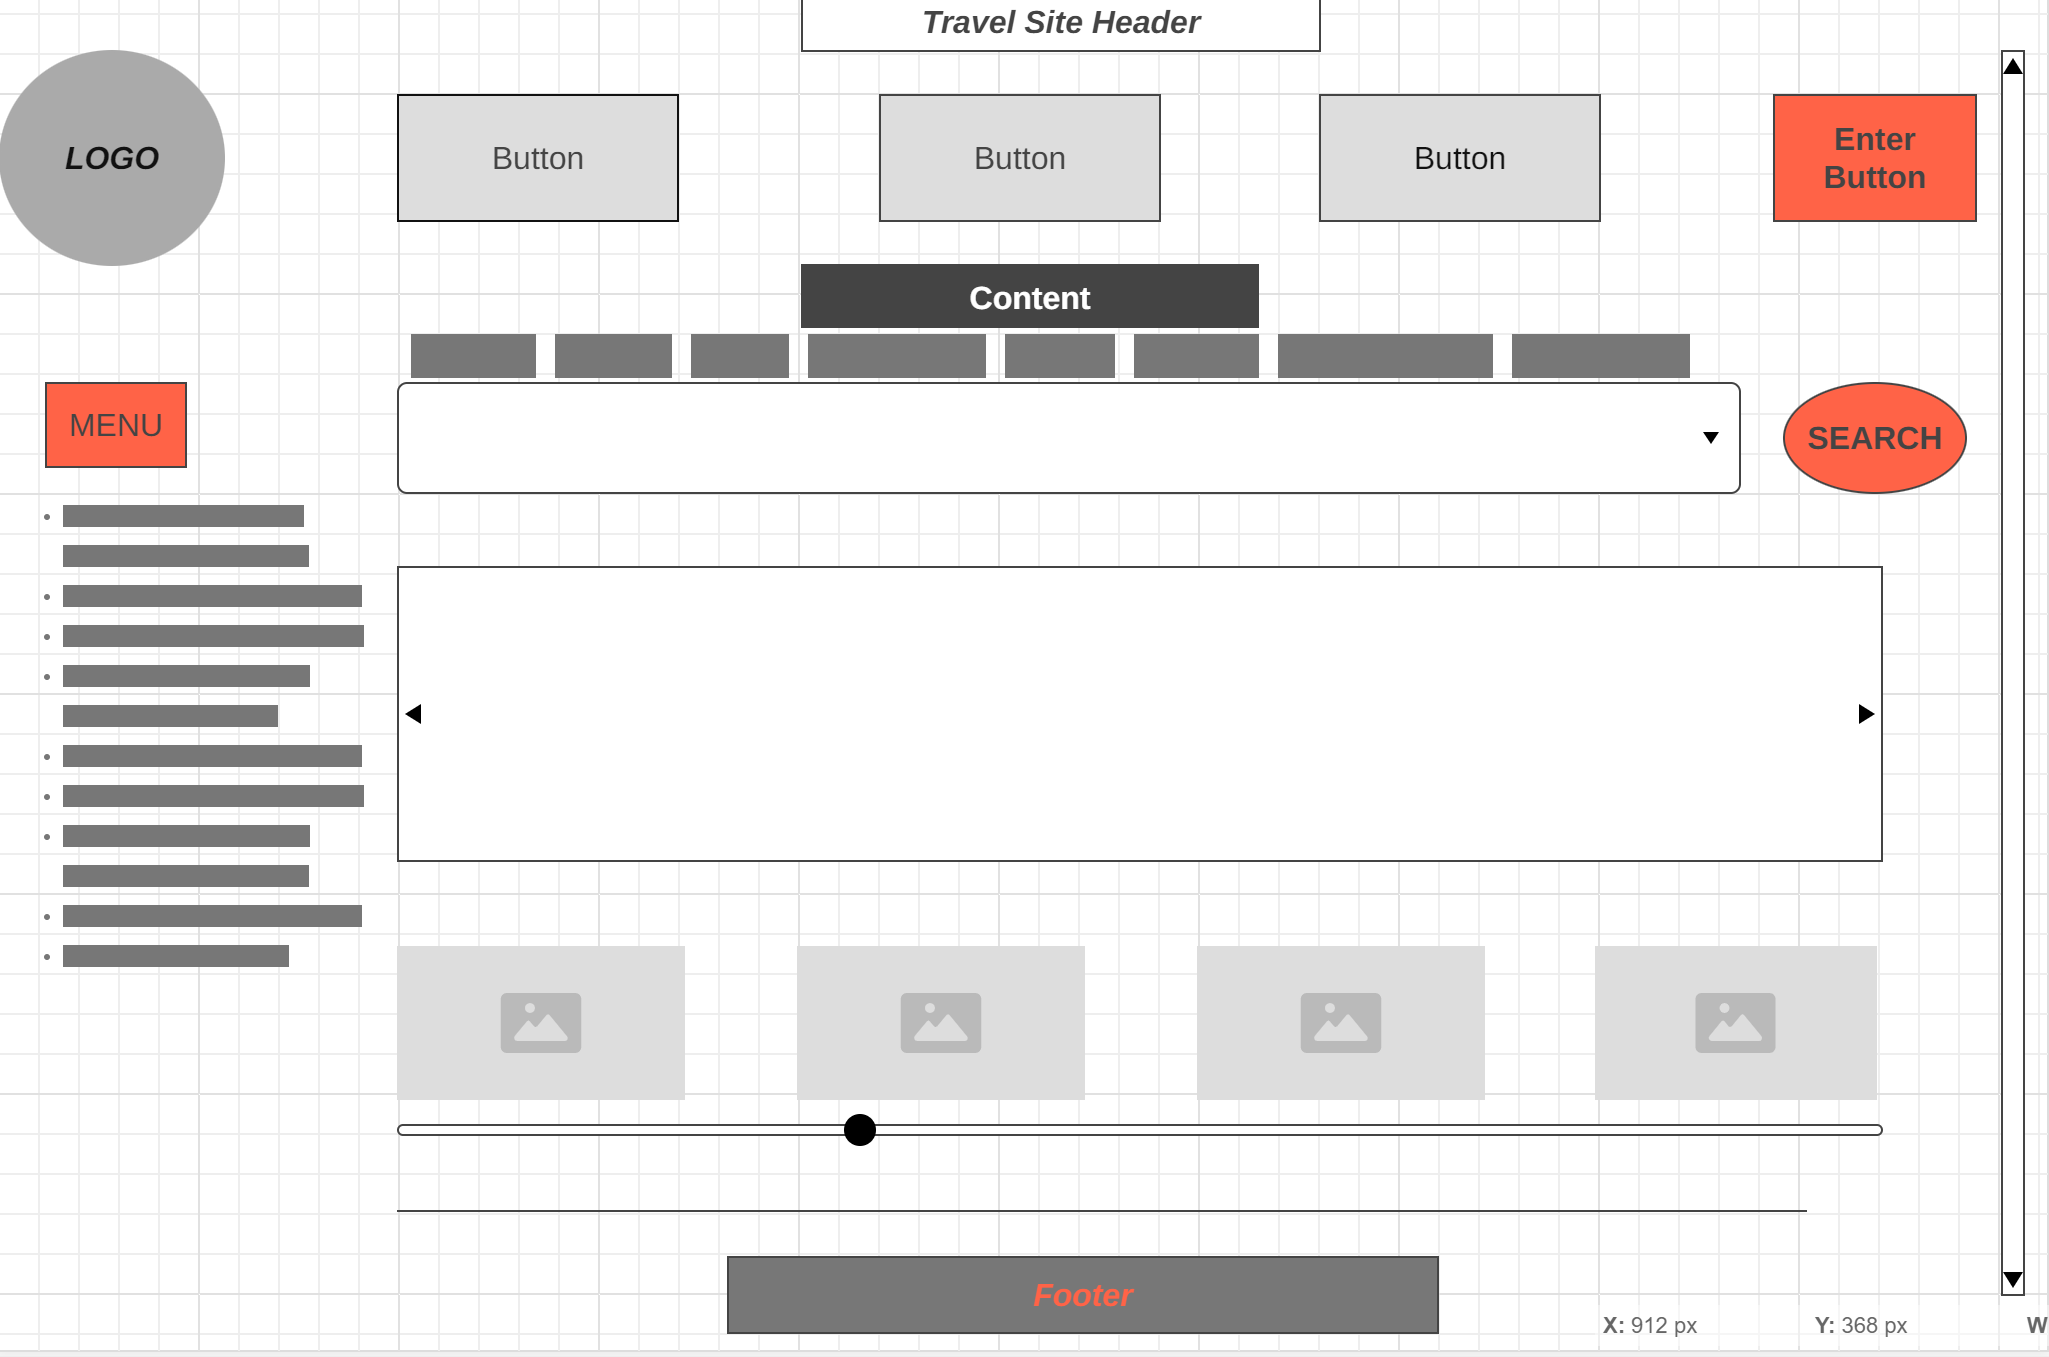 Travel Site Header
LOGO
Button
Button
Button
Enter
Button
Content
MENU
SEARCH
Footer
X: 912 px
Y: 368 px
W